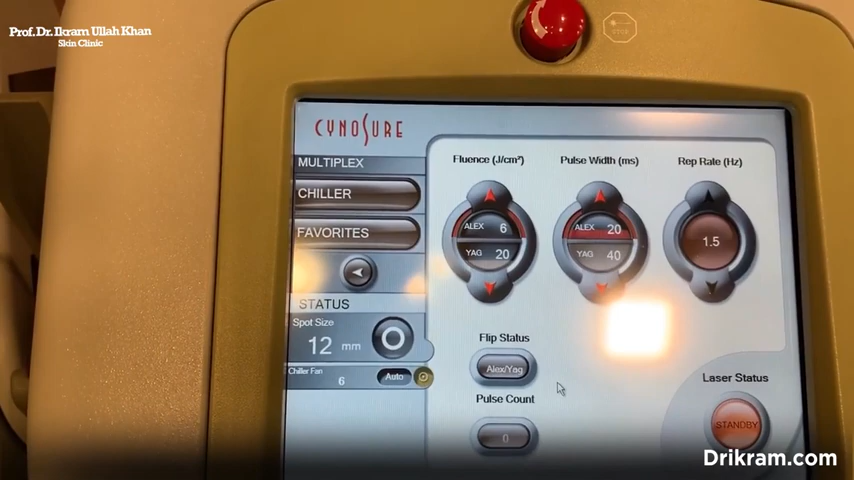 Prof. Dr. Ikram Ullah Khan
Skin Clinic
STOP
CYNOSURE
MULTIPLEX
CHILLER
FAVORITES
STATUS
Spot Size
12 mm
Chiller Fan
6
Auto
Fluence (J/cm²)
ALEX 6
YAG 20
Pulse Width (ms)
ALEX 20
YAG 40
Rep Rate (Hz)
1.5
Flip Status
Alex/Yag
Pulse Count
0
Laser Status
STANDBY
Drikram.com